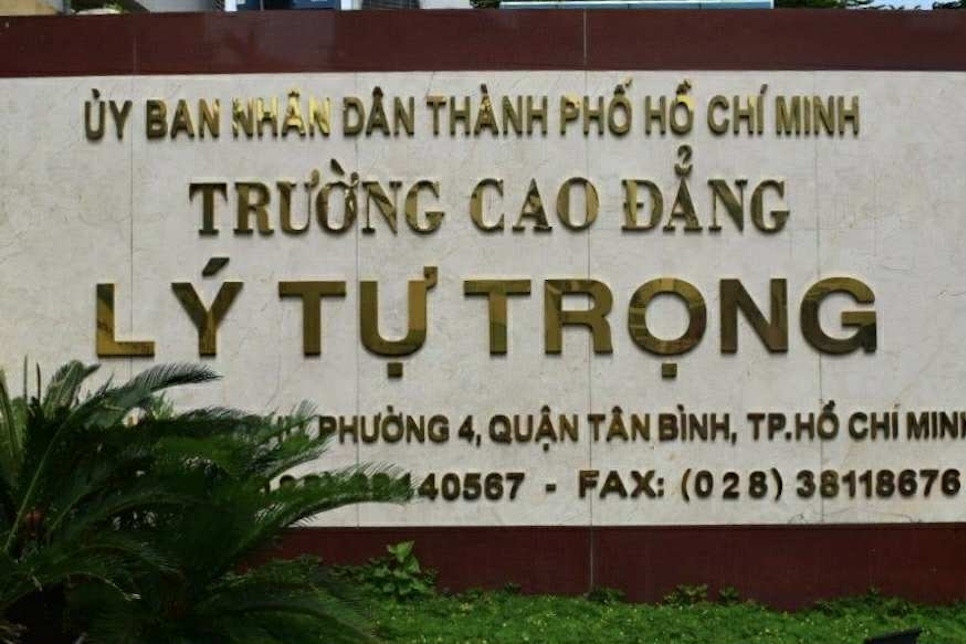 ỦY BAN NHÂN DÂN THÀNH PHỐ HỒ CHÍ MINH
TRƯỜNG CAO ĐẲNG
LÝ TỰ TRỌNG
PHƯỜNG 4, QUẬN TÂN BÌNH, TP.HỒ CHÍ MINH
40567 - FAX: (028) 38118676